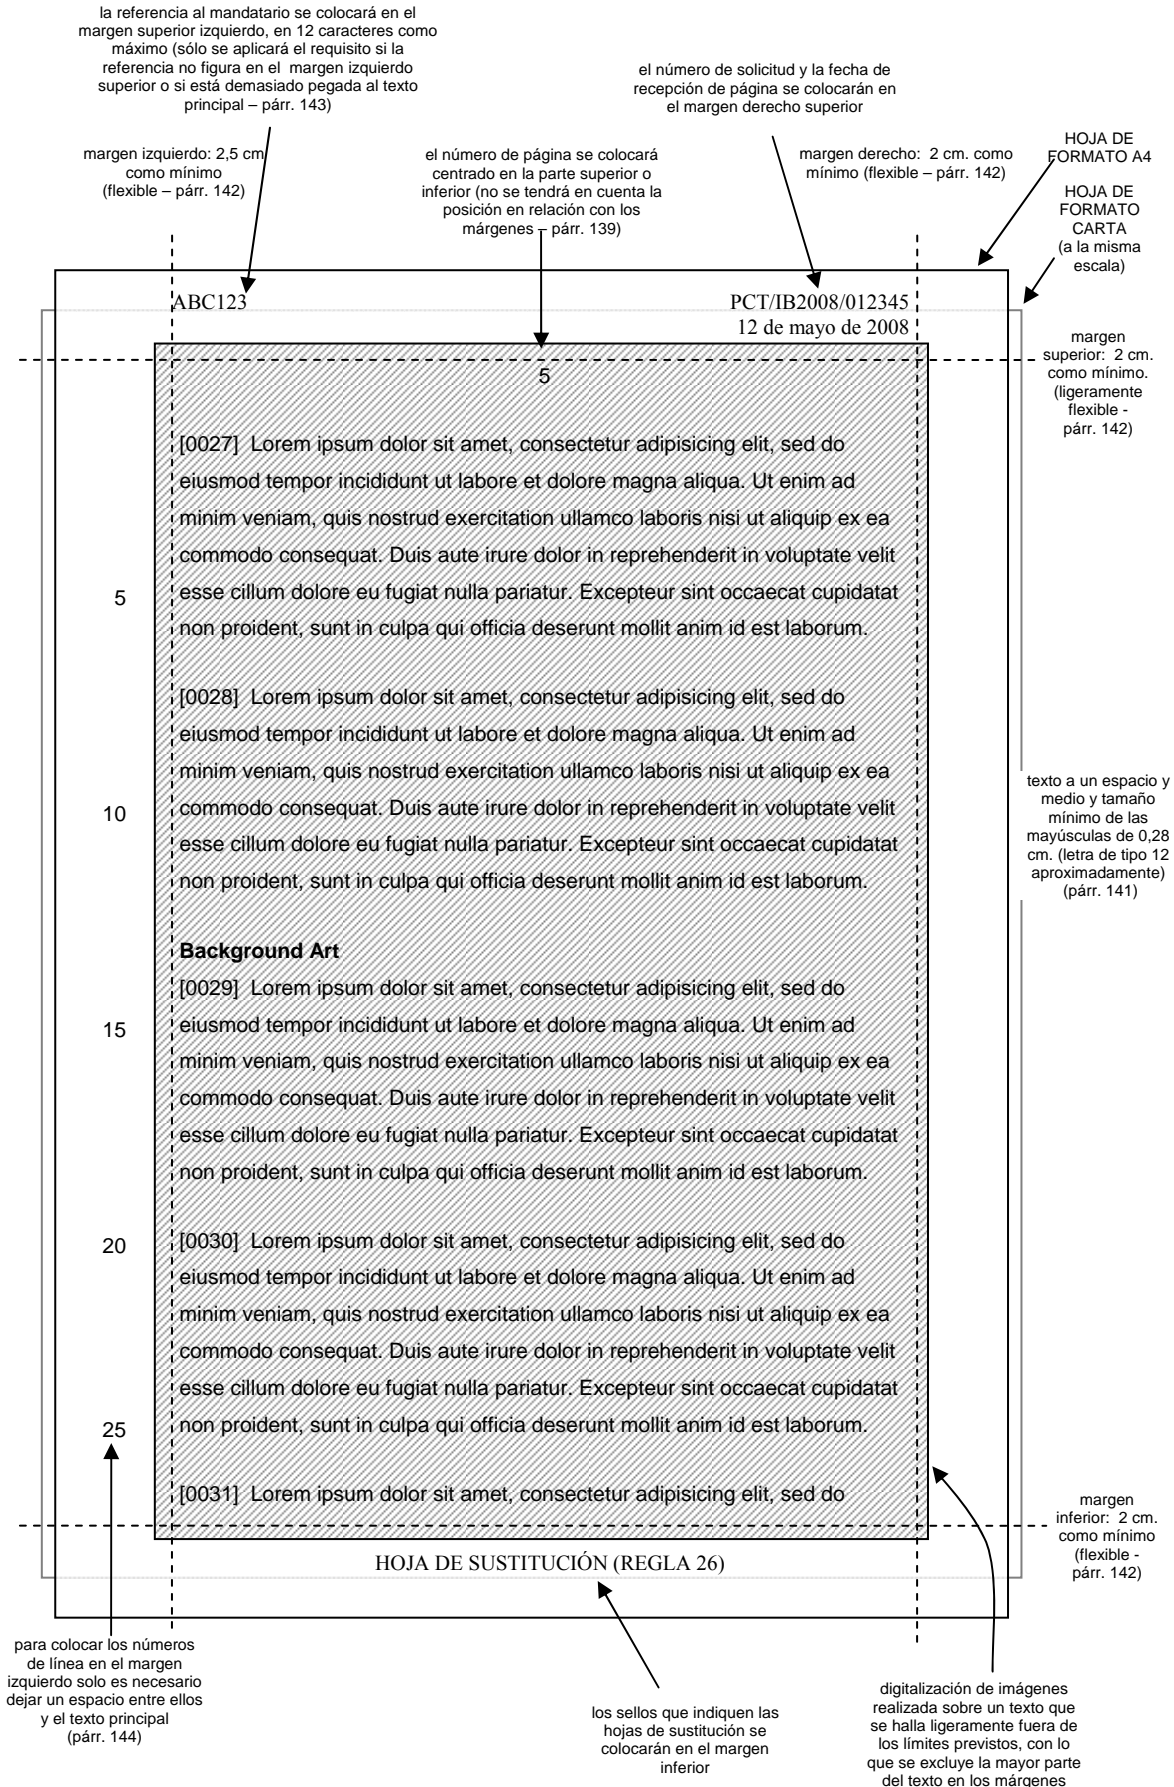 la referencia al mandatario se colocará en el
margen superior izquierdo, en 12 caracteres como
máximo (sólo se aplicará el requisito si la
referencia no figura en el margen izquierdo
superior o si está demasiado pegada al texto
principal – párr. 143)
el número de solicitud y la fecha de
recepción de página se colocarán en
el margen derecho superior
margen izquierdo: 2,5 cm
como mínimo
(flexible – párr. 142)
el número de página se colocará
centrado en la parte superior o
inferior (no se tendrá en cuenta la
posición en relación con los
márgenes – párr. 139)
margen derecho: 2 cm. como
mínimo (flexible – párr. 142)
HOJA DE
FORMATO A4
HOJA DE
FORMATO
CARTA
(a la misma
escala)
ABC123
PCT/IB2008/012345
12 de mayo de 2008
margen
superior: 2 cm.
como mínimo.
(ligeramente
flexible -
párr. 142)
5
[0027] Lorem ipsum dolor sit amet, consectetur adipisicing elit, sed do
eiusmod tempor incididunt ut labore et dolore magna aliqua. Ut enim ad
minim veniam, quis nostrud exercitation ullamco laboris nisi ut aliquip ex ea
commodo consequat. Duis aute irure dolor in reprehenderit in voluptate velit
5 esse cillum dolore eu fugiat nulla pariatur. Excepteur sint occaecat cupidatat
non proident, sunt in culpa qui officia deserunt mollit anim id est laborum.
[0028] Lorem ipsum dolor sit amet, consectetur adipisicing elit, sed do
eiusmod tempor incididunt ut labore et dolore magna aliqua. Ut enim ad
minim veniam, quis nostrud exercitation ullamco laboris nisi ut aliquip ex ea
10 commodo consequat. Duis aute irure dolor in reprehenderit in voluptate velit
esse cillum dolore eu fugiat nulla pariatur. Excepteur sint occaecat cupidatat
non proident, sunt in culpa qui officia deserunt mollit anim id est laborum.
texto a un espacio y
medio y tamaño
mínimo de las
mayúsculas de 0,28
cm. (letra de tipo 12
aproximadamente)
(párr. 141)
Background Art
[0029] Lorem ipsum dolor sit amet, consectetur adipisicing elit, sed do
15 eiusmod tempor incididunt ut labore et dolore magna aliqua. Ut enim ad
minim veniam, quis nostrud exercitation ullamco laboris nisi ut aliquip ex ea
commodo consequat. Duis aute irure dolor in reprehenderit in voluptate velit
esse cillum dolore eu fugiat nulla pariatur. Excepteur sint occaecat cupidatat
non proident, sunt in culpa qui officia deserunt mollit anim id est laborum.
20 [0030] Lorem ipsum dolor sit amet, consectetur adipisicing elit, sed do
eiusmod tempor incididunt ut labore et dolore magna aliqua. Ut enim ad
minim veniam, quis nostrud exercitation ullamco laboris nisi ut aliquip ex ea
commodo consequat. Duis aute irure dolor in reprehenderit in voluptate velit
esse cillum dolore eu fugiat nulla pariatur. Excepteur sint occaecat cupidatat
25 non proident, sunt in culpa qui officia deserunt mollit anim id est laborum.
[0031] Lorem ipsum dolor sit amet, consectetur adipisicing elit, sed do
margen
inferior: 2 cm.
como mínimo
(flexible -
párr. 142)
HOJA DE SUSTITUCIÓN (REGLA 26)
para colocar los números
de línea en el margen
izquierdo solo es necesario
dejar un espacio entre ellos
y el texto principal
(párr. 144)
los sellos que indiquen las
hojas de sustitución se
colocarán en el margen
inferior
digitalización de imágenes
realizada sobre un texto que
se halla ligeramente fuera de
los límites previstos, con lo
que se excluye la mayor parte
del texto en los márgenes